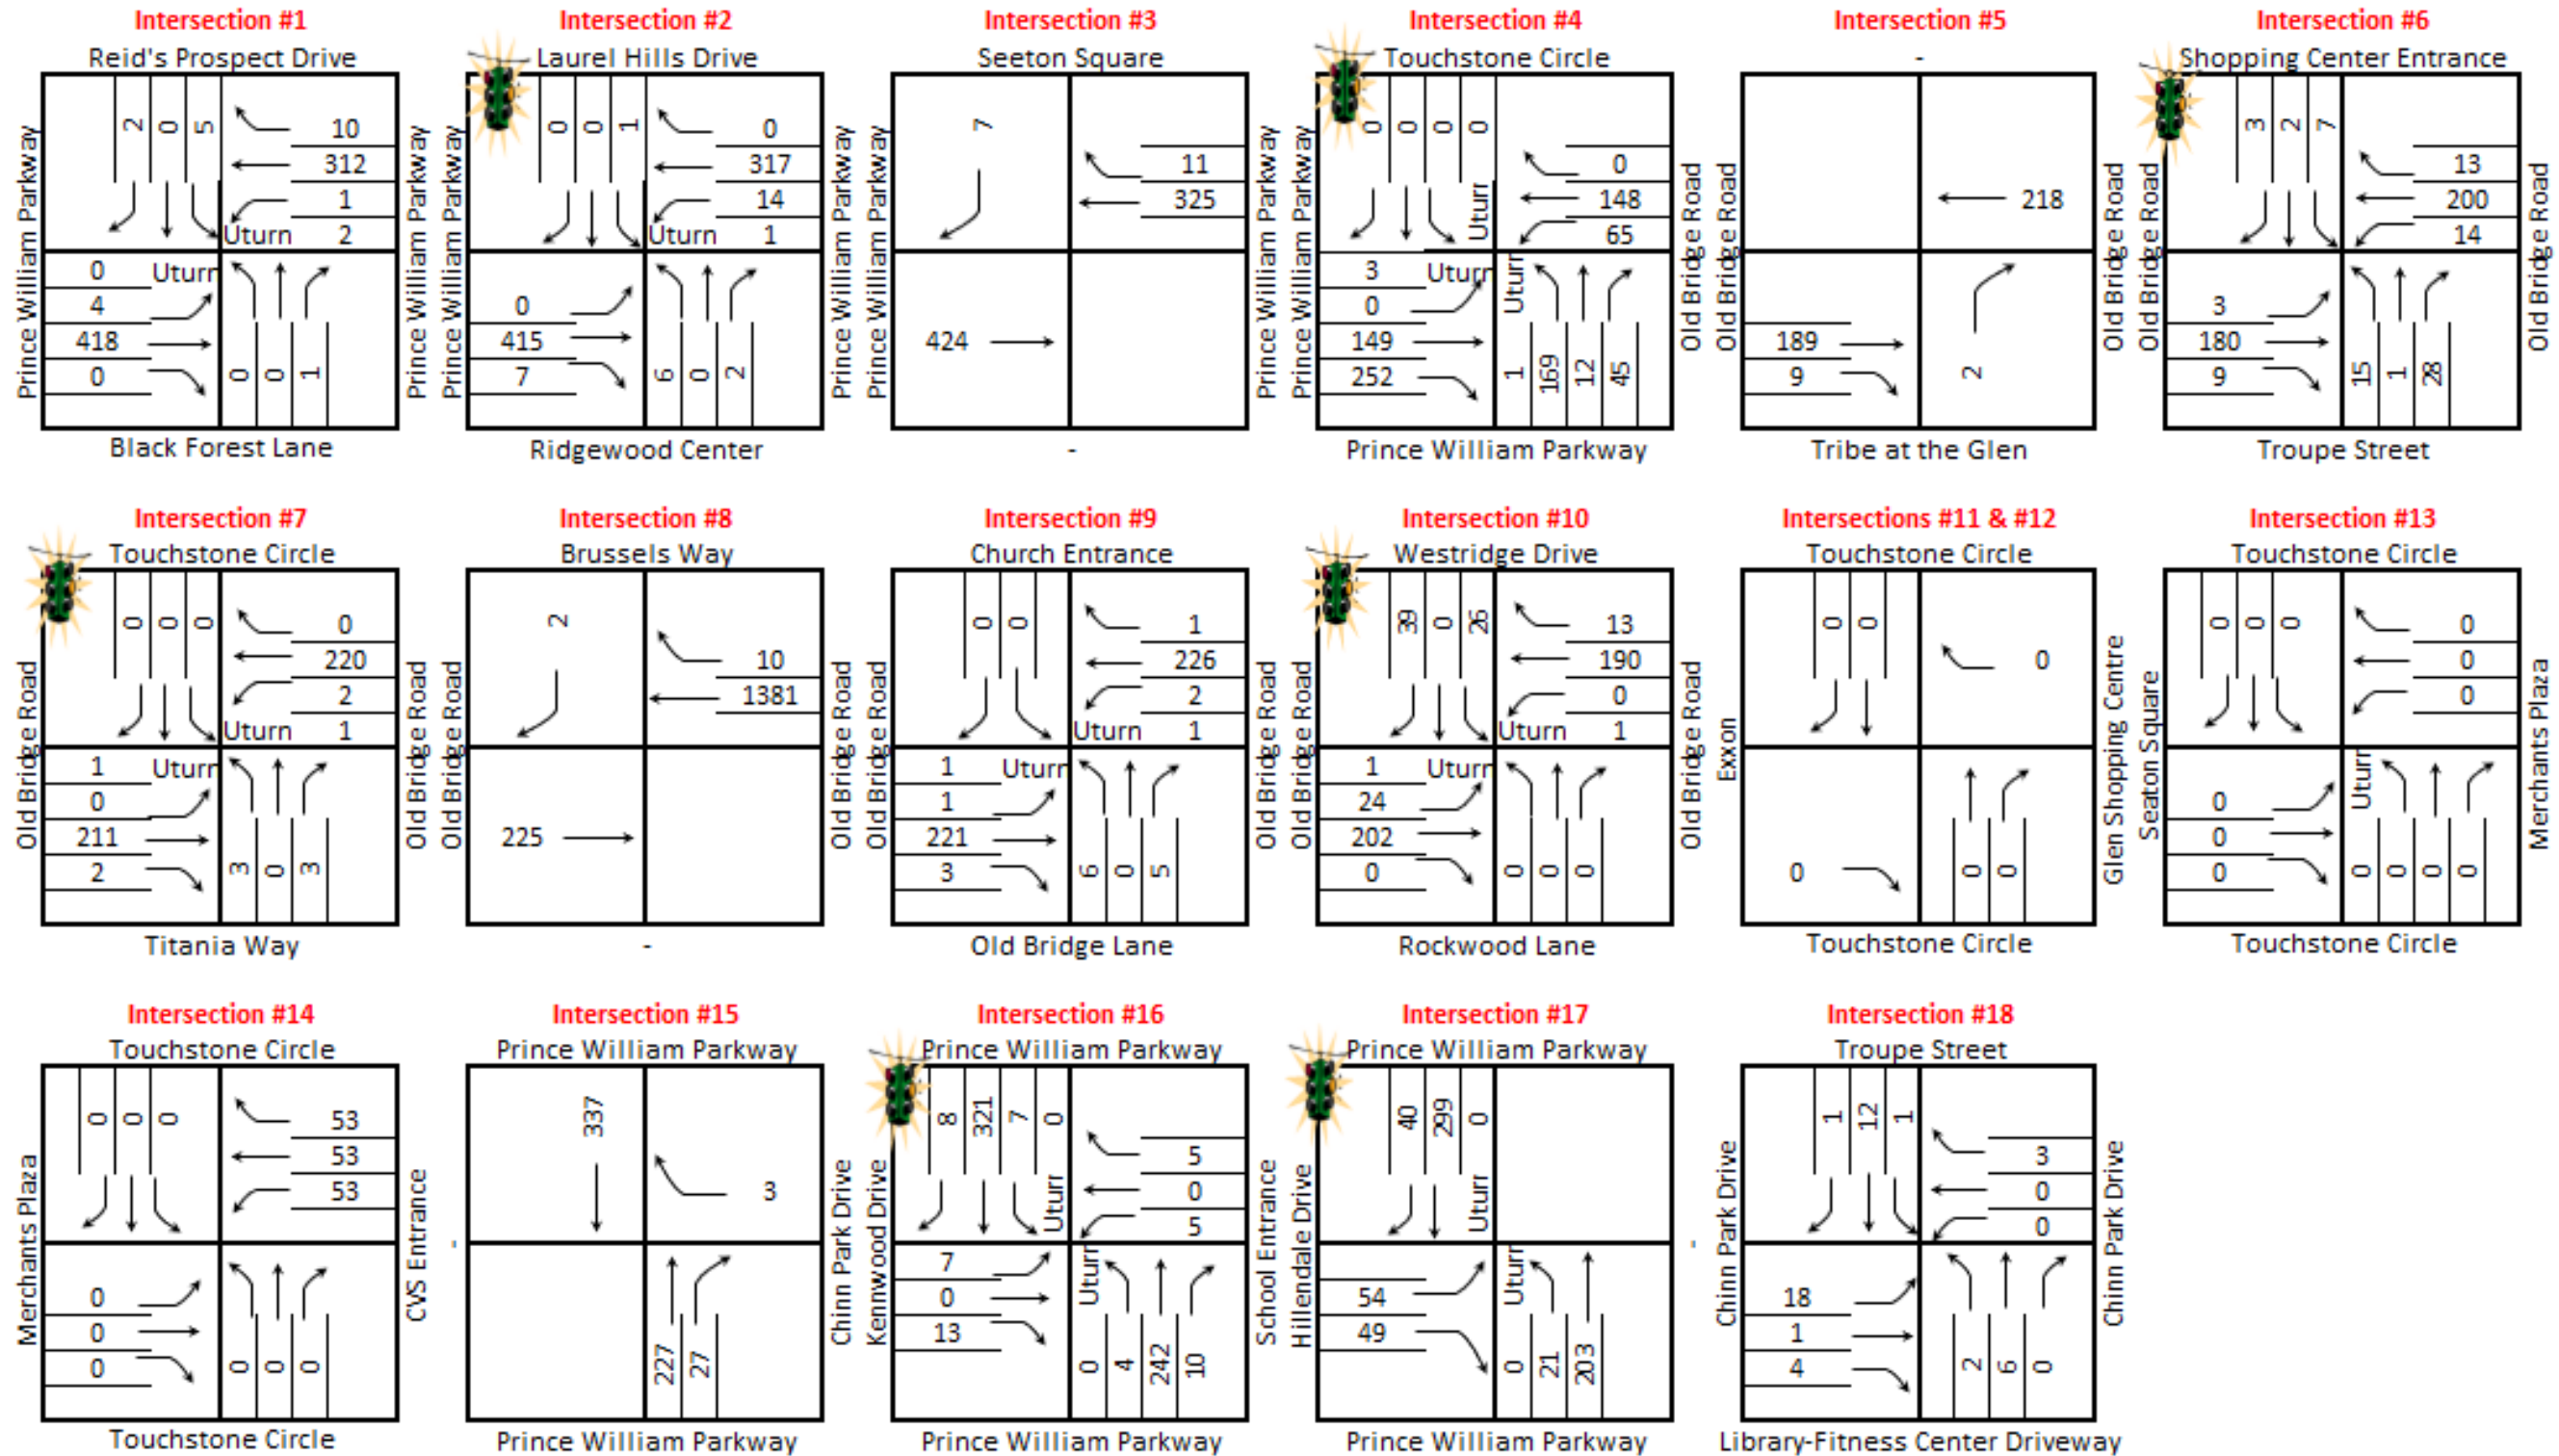 Intersection #1 Intersection #2 Intersection #3 Intersection #4 Intersection #5 Intersection #6
Reid's Prospect Drive Laurel Hills Drive Seeton Square Touchstone Circle - Shopping Center Entrance
Prince William Parkway
2 0 5
10
312
1
Uturn 2
0 Uturn
4
418
0
0 0 1
Prince William Parkway
Black Forest Lane
Prince William Parkway
0 0 1
0
317
14
Uturn 1
0
415
7
6 0 2
Prince William Parkway
Ridgewood Center
Prince William Parkway
7
11
325
424
Prince William Parkway
-
Prince William Parkway
0 0 0 0
Uturn
0
148
65
3 Uturn
0
149
252
Uturn
1 169 12 45
Old Bridge Road
Prince William Parkway
Old Bridge Road
218
189
9
2
Old Bridge Road
Tribe at the Glen
Old Bridge Road
3 2 7
13
200
14
3
180
9
15 1 28
Old Bridge Road
Troupe Street
Intersection #7 Intersection #8 Intersection #9 Intersection #10 Intersections #11 & #12 Intersection #13
Touchstone Circle Brussels Way Church Entrance Westridge Drive Touchstone Circle Touchstone Circle
Old Bridge Road
0 0 0
0
220
2
Uturn 1
1 Uturn
0
211
2
3 0 3
Old Bridge Road
Titania Way
Old Bridge Road
2
10
1381
225
Old Bridge Road
-
Old Bridge Road
0 0
1
226
2
Uturn 1
1 Uturn
1
221
3
6 0 5
Old Bridge Road
Old Bridge Lane
Old Bridge Road
39 0 26
13
190
0
Uturn 1
1 Uturn
24
202
0
0 0 0
Old Bridge Road
Rockwood Lane
Exxon
0 0
0
0
0 0
Glen Shopping Centre
Touchstone Circle
Seaton Square
0 0 0
0
0
0
0
0
0
Uturn
0 0 0 0
Merchants Plaza
Touchstone Circle
Intersection #14 Intersection #15 Intersection #16 Intersection #17 Intersection #18
Touchstone Circle Prince William Parkway Prince William Parkway Prince William Parkway Troupe Street
Merchants Plaza
0 0 0
53
53
53
0
0
0
0 0 0
CVS Entrance
Touchstone Circle
-
337
3
227 27
Chinn Park Drive
Prince William Parkway
Kennwood Drive
8 321 7 0
Uturn
5
0
5
7
0
13
Uturn
0 4 242 10
School Entrance
Prince William Parkway
Hillendale Drive
40 299 0
Uturn
54
49
Uturn
0 21 203
-
Prince William Parkway
Chinn Park Drive
1 12 1
3
0
0
18
1
4
2 6 0
Chinn Park Drive
Library-Fitness Center Driveway